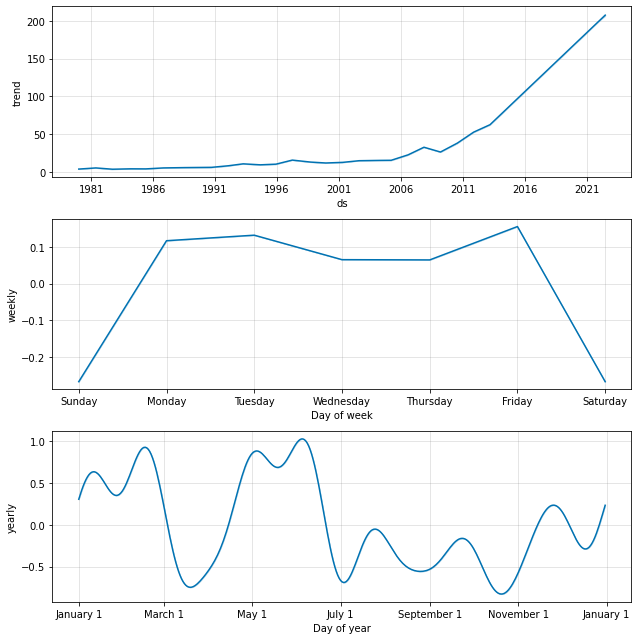 200
150
100
50
0
trend
1981 1986 1991 1996 2001 2006 2011 2016 2021
ds
0.1
0.0
−0.1
−0.2
weekly
Sunday Monday Tuesday Wednesday Thursday Friday Saturday
Day of week
1.0
0.5
0.0
−0.5
yearly
January 1 March 1 May 1 July 1 September 1 November 1 January 1
Day of year